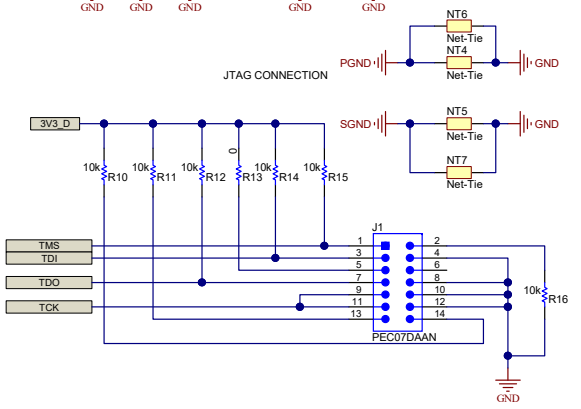 GND GND GND GND GND
NT6
Net-Tie
NT4
PGND GND
Net-Tie
JTAG CONNECTION
3V3_D
NT5
SGND GND
Net-Tie
NT7
Net-Tie
10k R10 10k R11 10k R12 0 R13 10k R14 10k R15
J1
TMS 1 2
TDI 3 4
5 6
TDO 7 8
9 10
TCK 11 12
13 14
10k R16
PEC07DAAN
GND